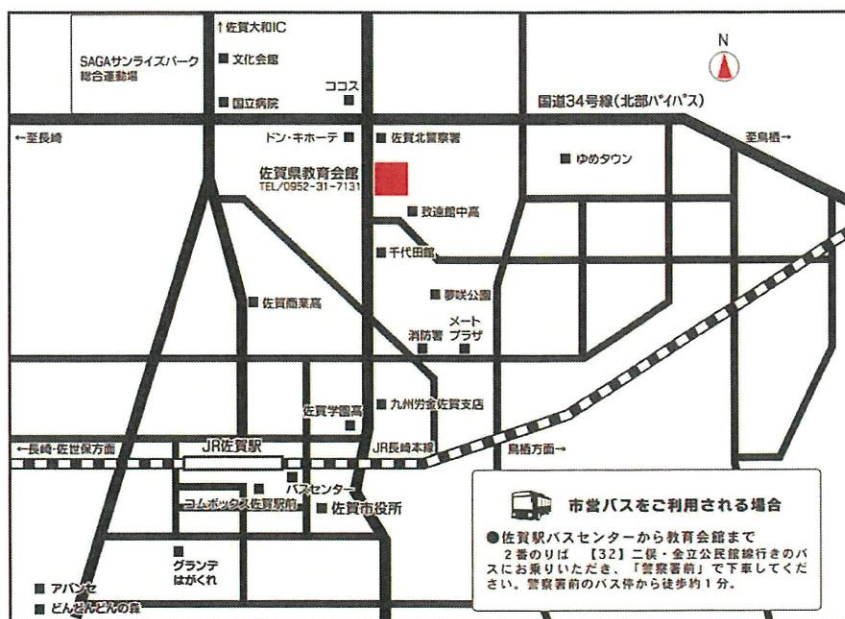 ↑佐賀大和IC
SAGAサンライズパーク
総合運動場
文化会館
国立病院
ココス
N
国道34号線(北部バイパス)
←至長崎
ドン・キホーテ
佐賀北警察署
至鳥栖→
ゆめタウン
佐賀県教育会館
TEL/0952-31-7131
致遠館中高
千代田館
夢咲公園
佐賀商業高
消防署
メート
プラザ
九州労金佐賀支店
佐賀学園高
←長崎・佐世保方面
JR佐賀駅
JR長崎本線
鳥栖方面→
バスセンター
コムボックス佐賀駅前
佐賀市役所
グランデ
はがくれ
アバンセ
どんどんどんの森
市営バスをご利用される場合
●佐賀駅バスセンターから教育会館まで
2番のりば 【32】二俣・金立公民館線行きのバ
スにお乗りいただき、「警察署前」で下車してくだ
さい。警察署前のバス停から徒歩約1分。